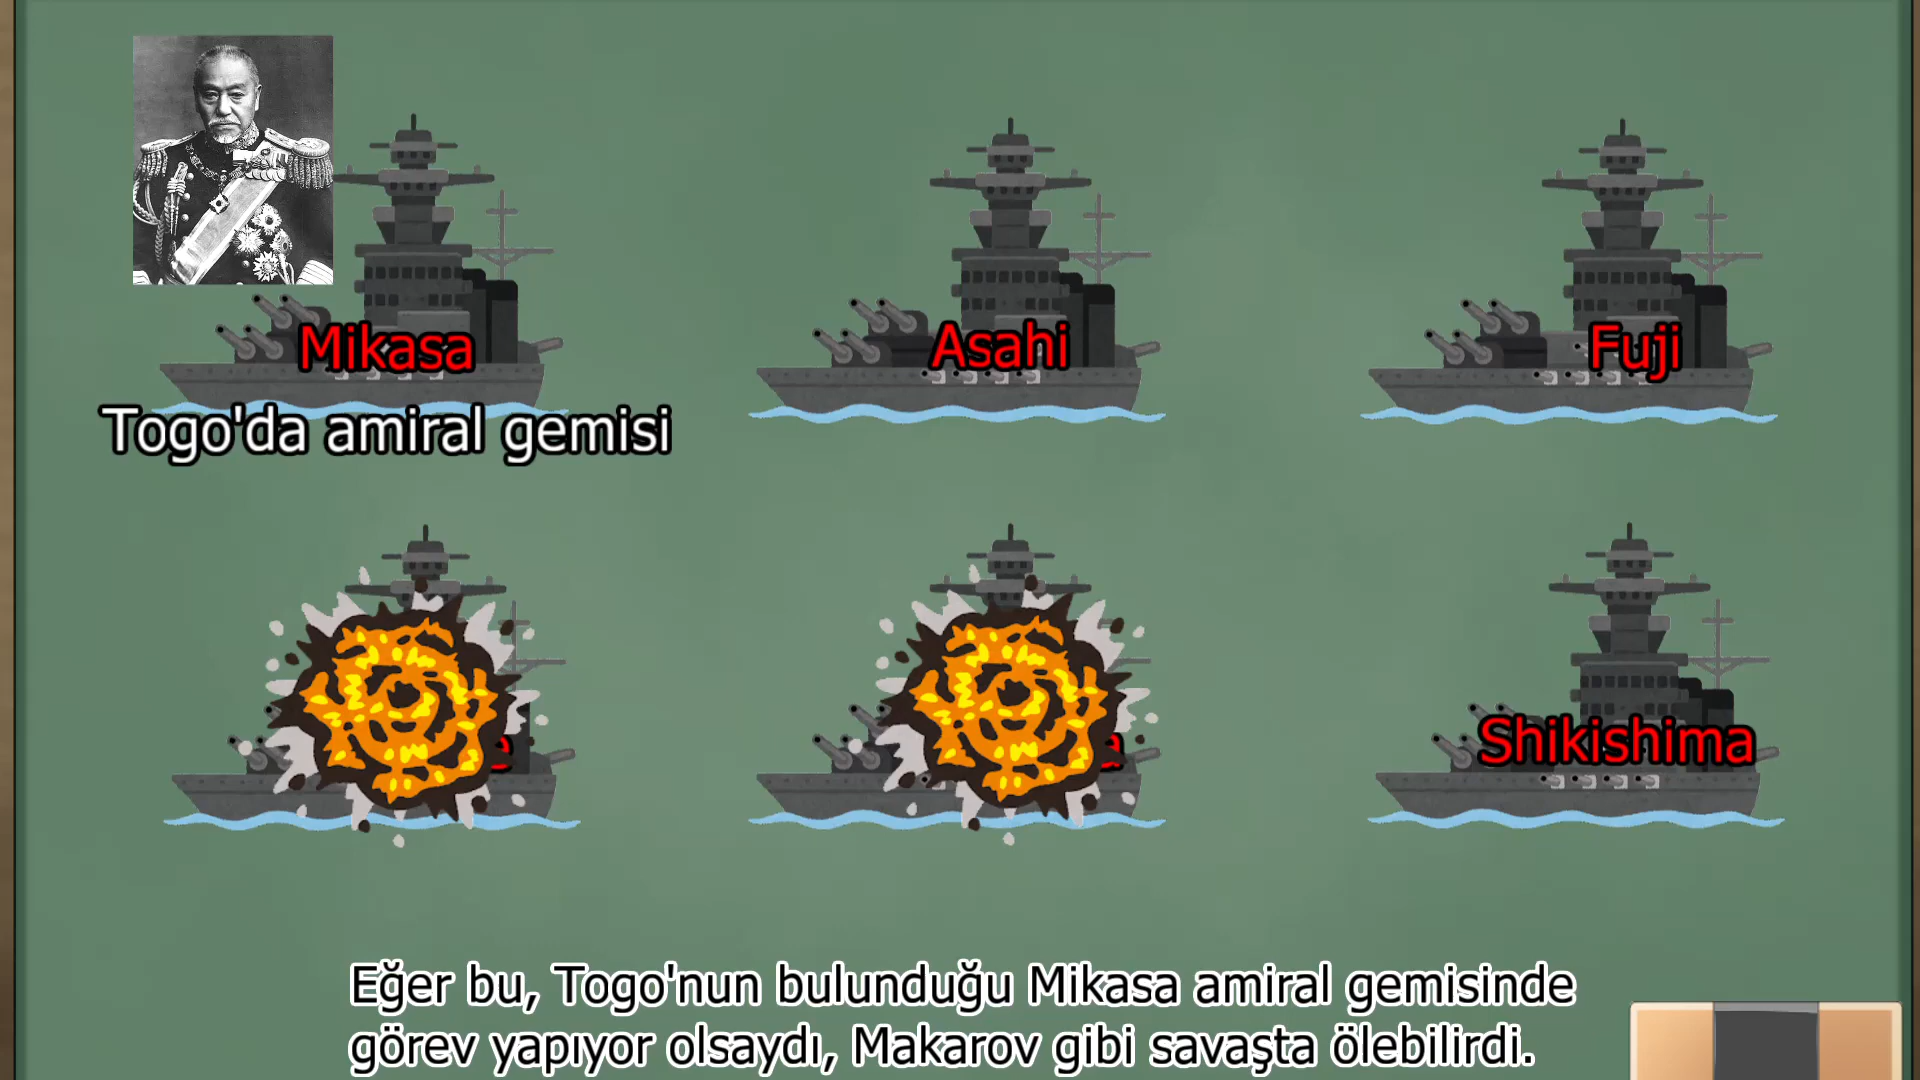 Mikasa
Asahi
Fuji
Togo'da amiral gemisi
Shikishima
Eğer bu, Togo'nun bulunduğu Mikasa amiral gemisinde
görev yapıyor olsaydı, Makarov gibi savaşta ölebilirdi.